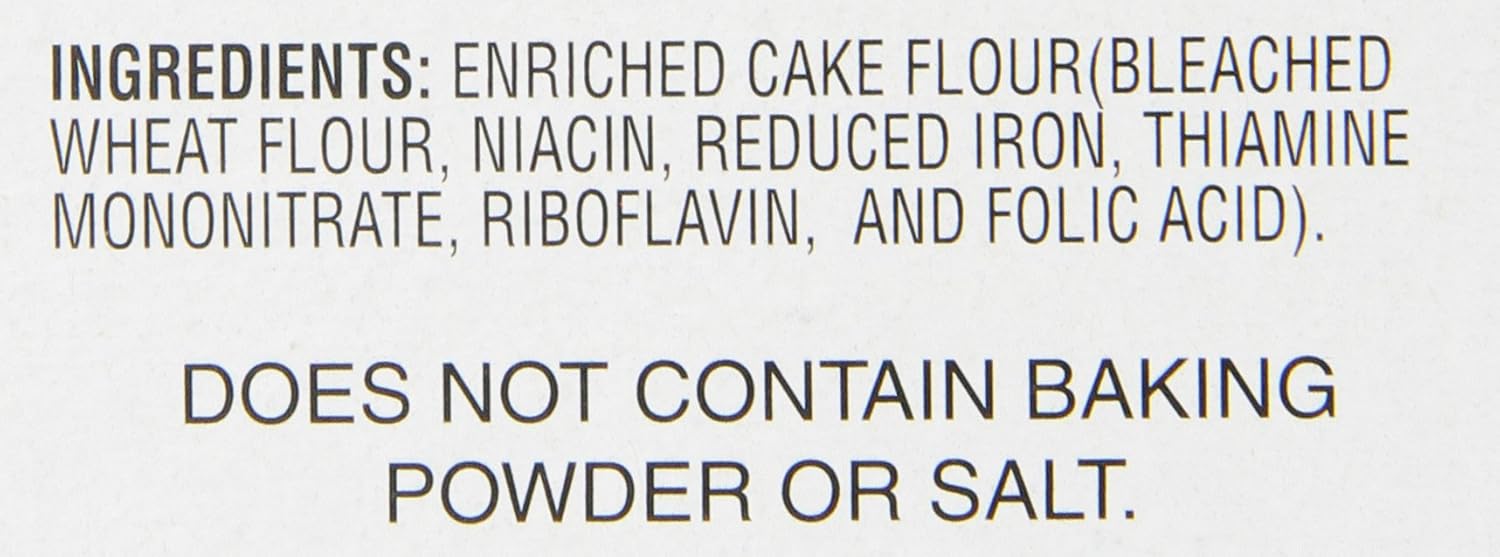 INGREDIENTS: ENRICHED CAKE FLOUR(BLEACHED
WHEAT FLOUR, NIACIN, REDUCED IRON, THIAMINE
MONONITRATE, RIBOFLAVIN, AND FOLIC ACID).
DOES NOT CONTAIN BAKING
POWDER OR SALT.